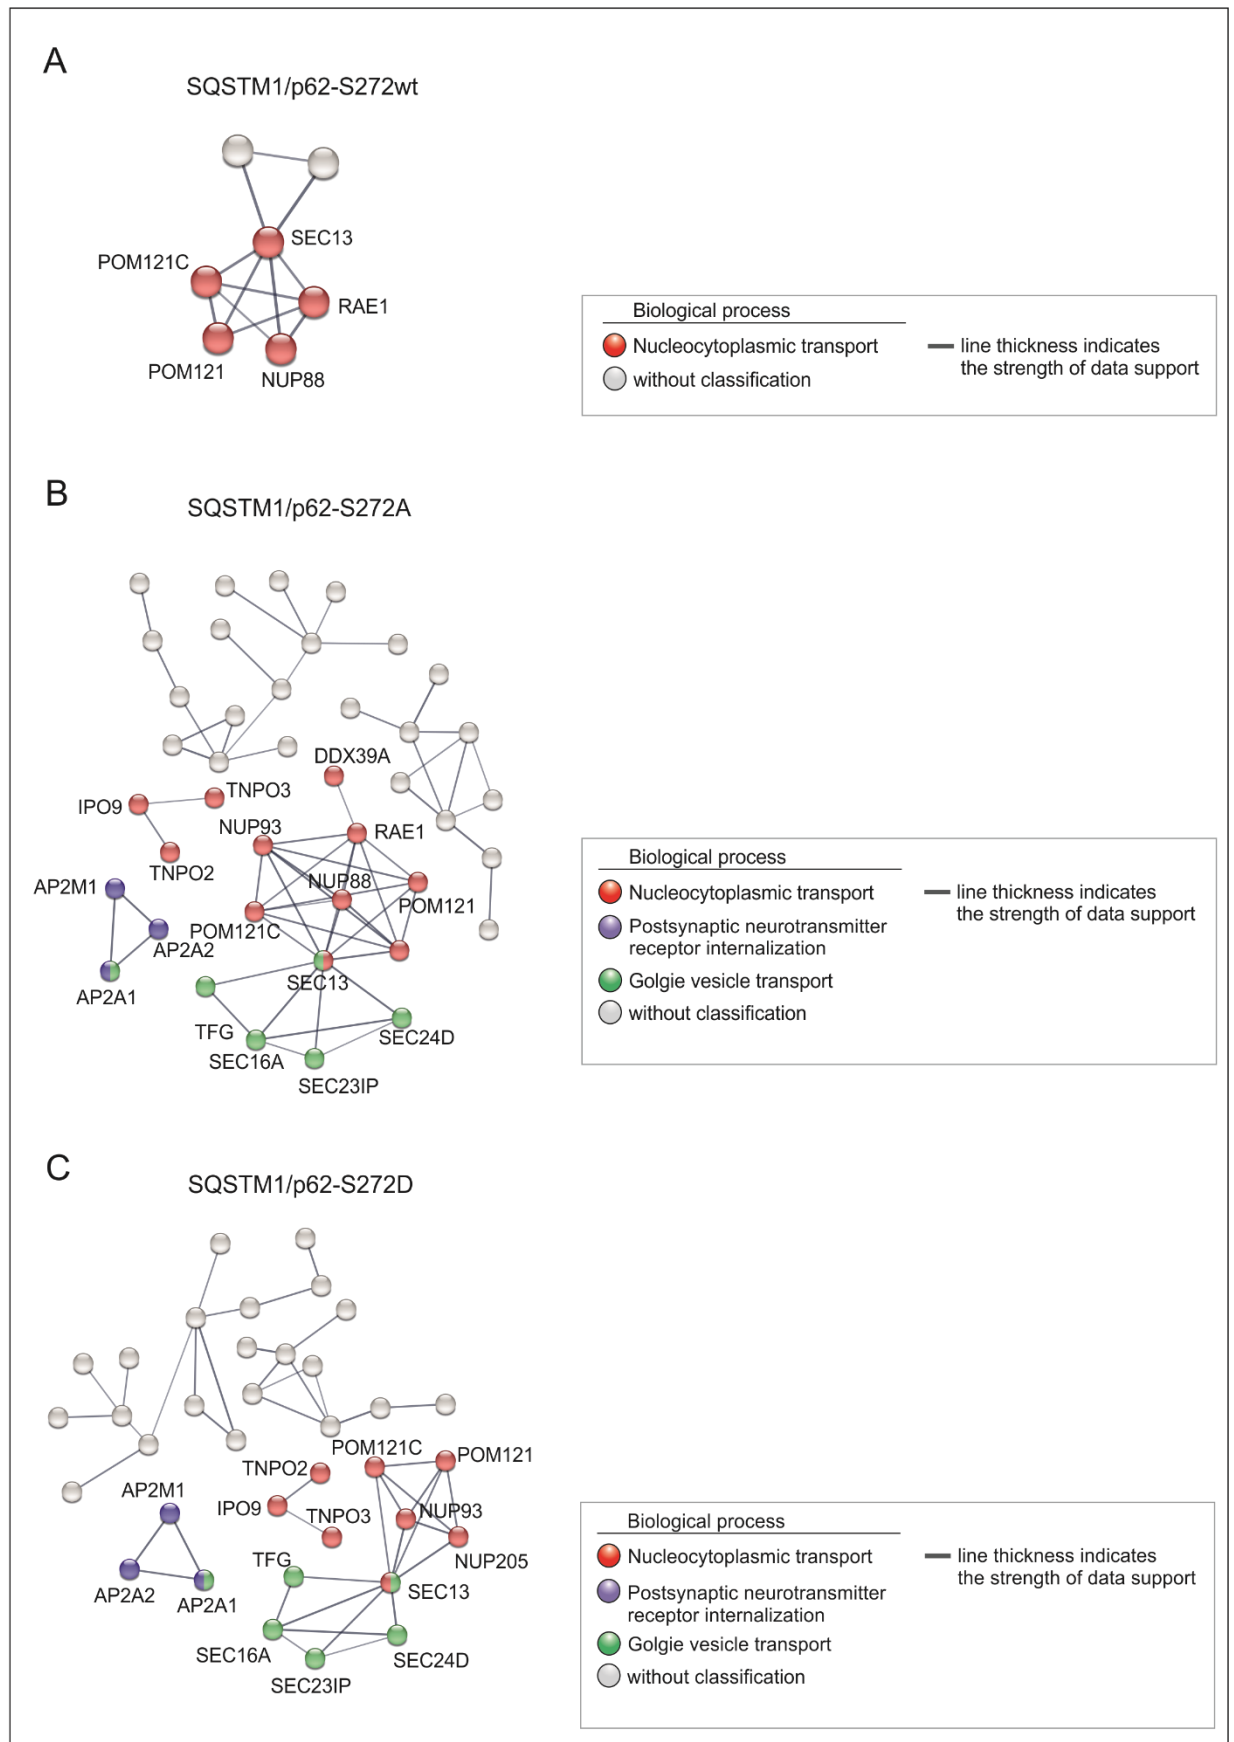 A
SQSTM1/p62-S272wt
SEC13
POM121C
RAE1
POM121
NUP88
Biological process
Nucleocytoplasmic transport
without classification
line thickness indicates
the strength of data support
B
SQSTM1/p62-S272A
DDX39A
TNPO3
IPO9
NUP93
RAE1
TNPO2
AP2M1
NUP88
POM121
POM121C
AP2A2
SEC13
AP2A1
TFG
SEC24D
SEC16A
SEC23IP
Biological process
Nucleocytoplasmic transport
Postsynaptic neurotransmitter
receptor internalization
Golgie vesicle transport
without classification
line thickness indicates
the strength of data support
C
SQSTM1/p62-S272D
POM121C
POM121
TNPO2
AP2M1
IPO9
TNPO3
NUP93
NUP205
TFG
SEC13
AP2A2
AP2A1
SEC16A
SEC24D
SEC23IP
Biological process
Nucleocytoplasmic transport
Postsynaptic neurotransmitter
receptor internalization
Golgie vesicle transport
without classification
line thickness indicates
the strength of data support